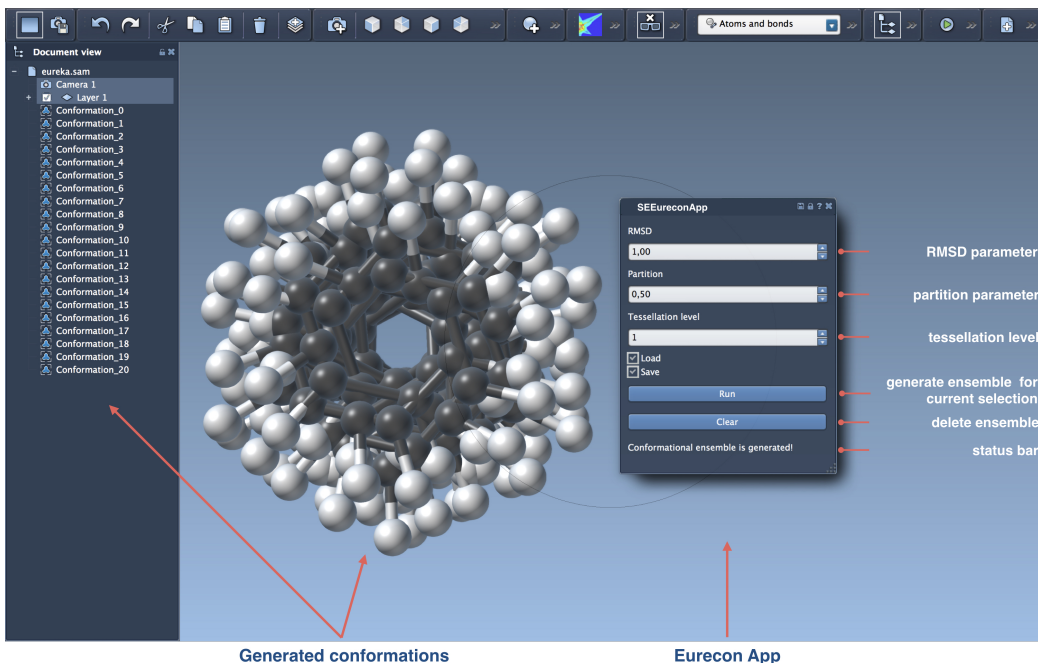 Atoms and bonds
Document view
eureka.sam
Camera 1
Layer 1
Conformation_0
Conformation_1
Conformation_2
Conformation_3
Conformation_4
Conformation_5
Conformation_6
Conformation_7
Conformation_8
Conformation_9
Conformation_10
Conformation_11
Conformation_12
Conformation_13
Conformation_14
Conformation_15
Conformation_16
Conformation_17
Conformation_18
Conformation_19
Conformation_20
SEEureconApp
RMSD
1,00
Partition
0,50
Tessellation level
1
Load
Save
Run
Clear
Conformational ensemble is generated!
RMSD parameter
partition parameter
tessellation level
generate ensemble for
current selection
delete ensemble
status bar
Generated conformations
Eurecon App